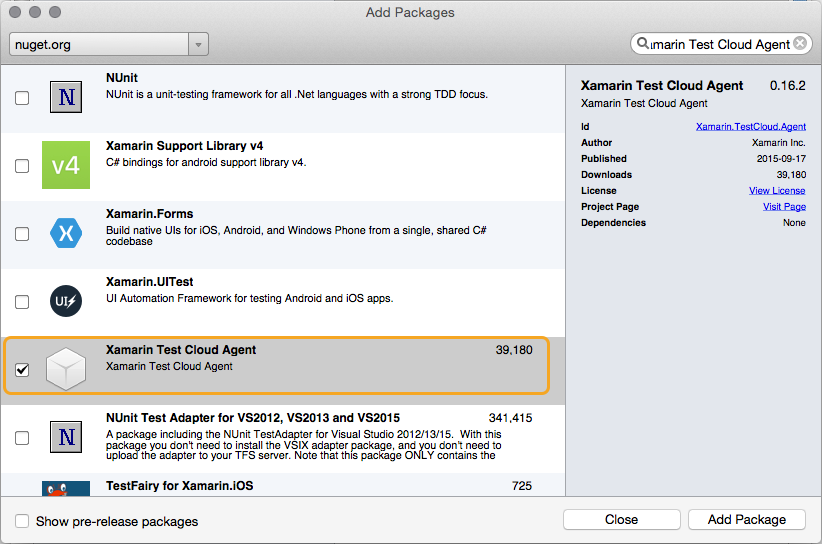 Add Packages
nuget.org
amarin Test Cloud Agent
NUnit
NUnit is a unit-testing framework for all .Net languages with a strong TDD focus.
N
Xamarin Support Library v4
C# bindings for android support library v4.
v4
Xamarin.Forms
Build native UIs for iOS, Android, and Windows Phone from a single, shared C#
codebase
X
Xamarin.UITest
UI Automation Framework for testing Android and iOS apps.
UI
Xamarin Test Cloud Agent 39,180
Xamarin Test Cloud Agent
NUnit Test Adapter for VS2012, VS2013 and VS2015 341,415
A package including the NUnit TestAdapter for Visual Studio 2012/13/15. With this
package you don't need to install the VSIX adapter package, and you don't need to
upload the adapter to your TFS server. Note that this package ONLY contains the
N
TestFairy for Xamarin.iOS 725
Xamarin Test Cloud Agent 0.16.2
Xamarin Test Cloud Agent
Id Xamarin.TestCloud.Agent
Author Xamarin Inc.
Published 2015-09-17
Downloads 39,180
License View License
Project Page Visit Page
Dependencies None
Show pre-release packages
Close
Add Package